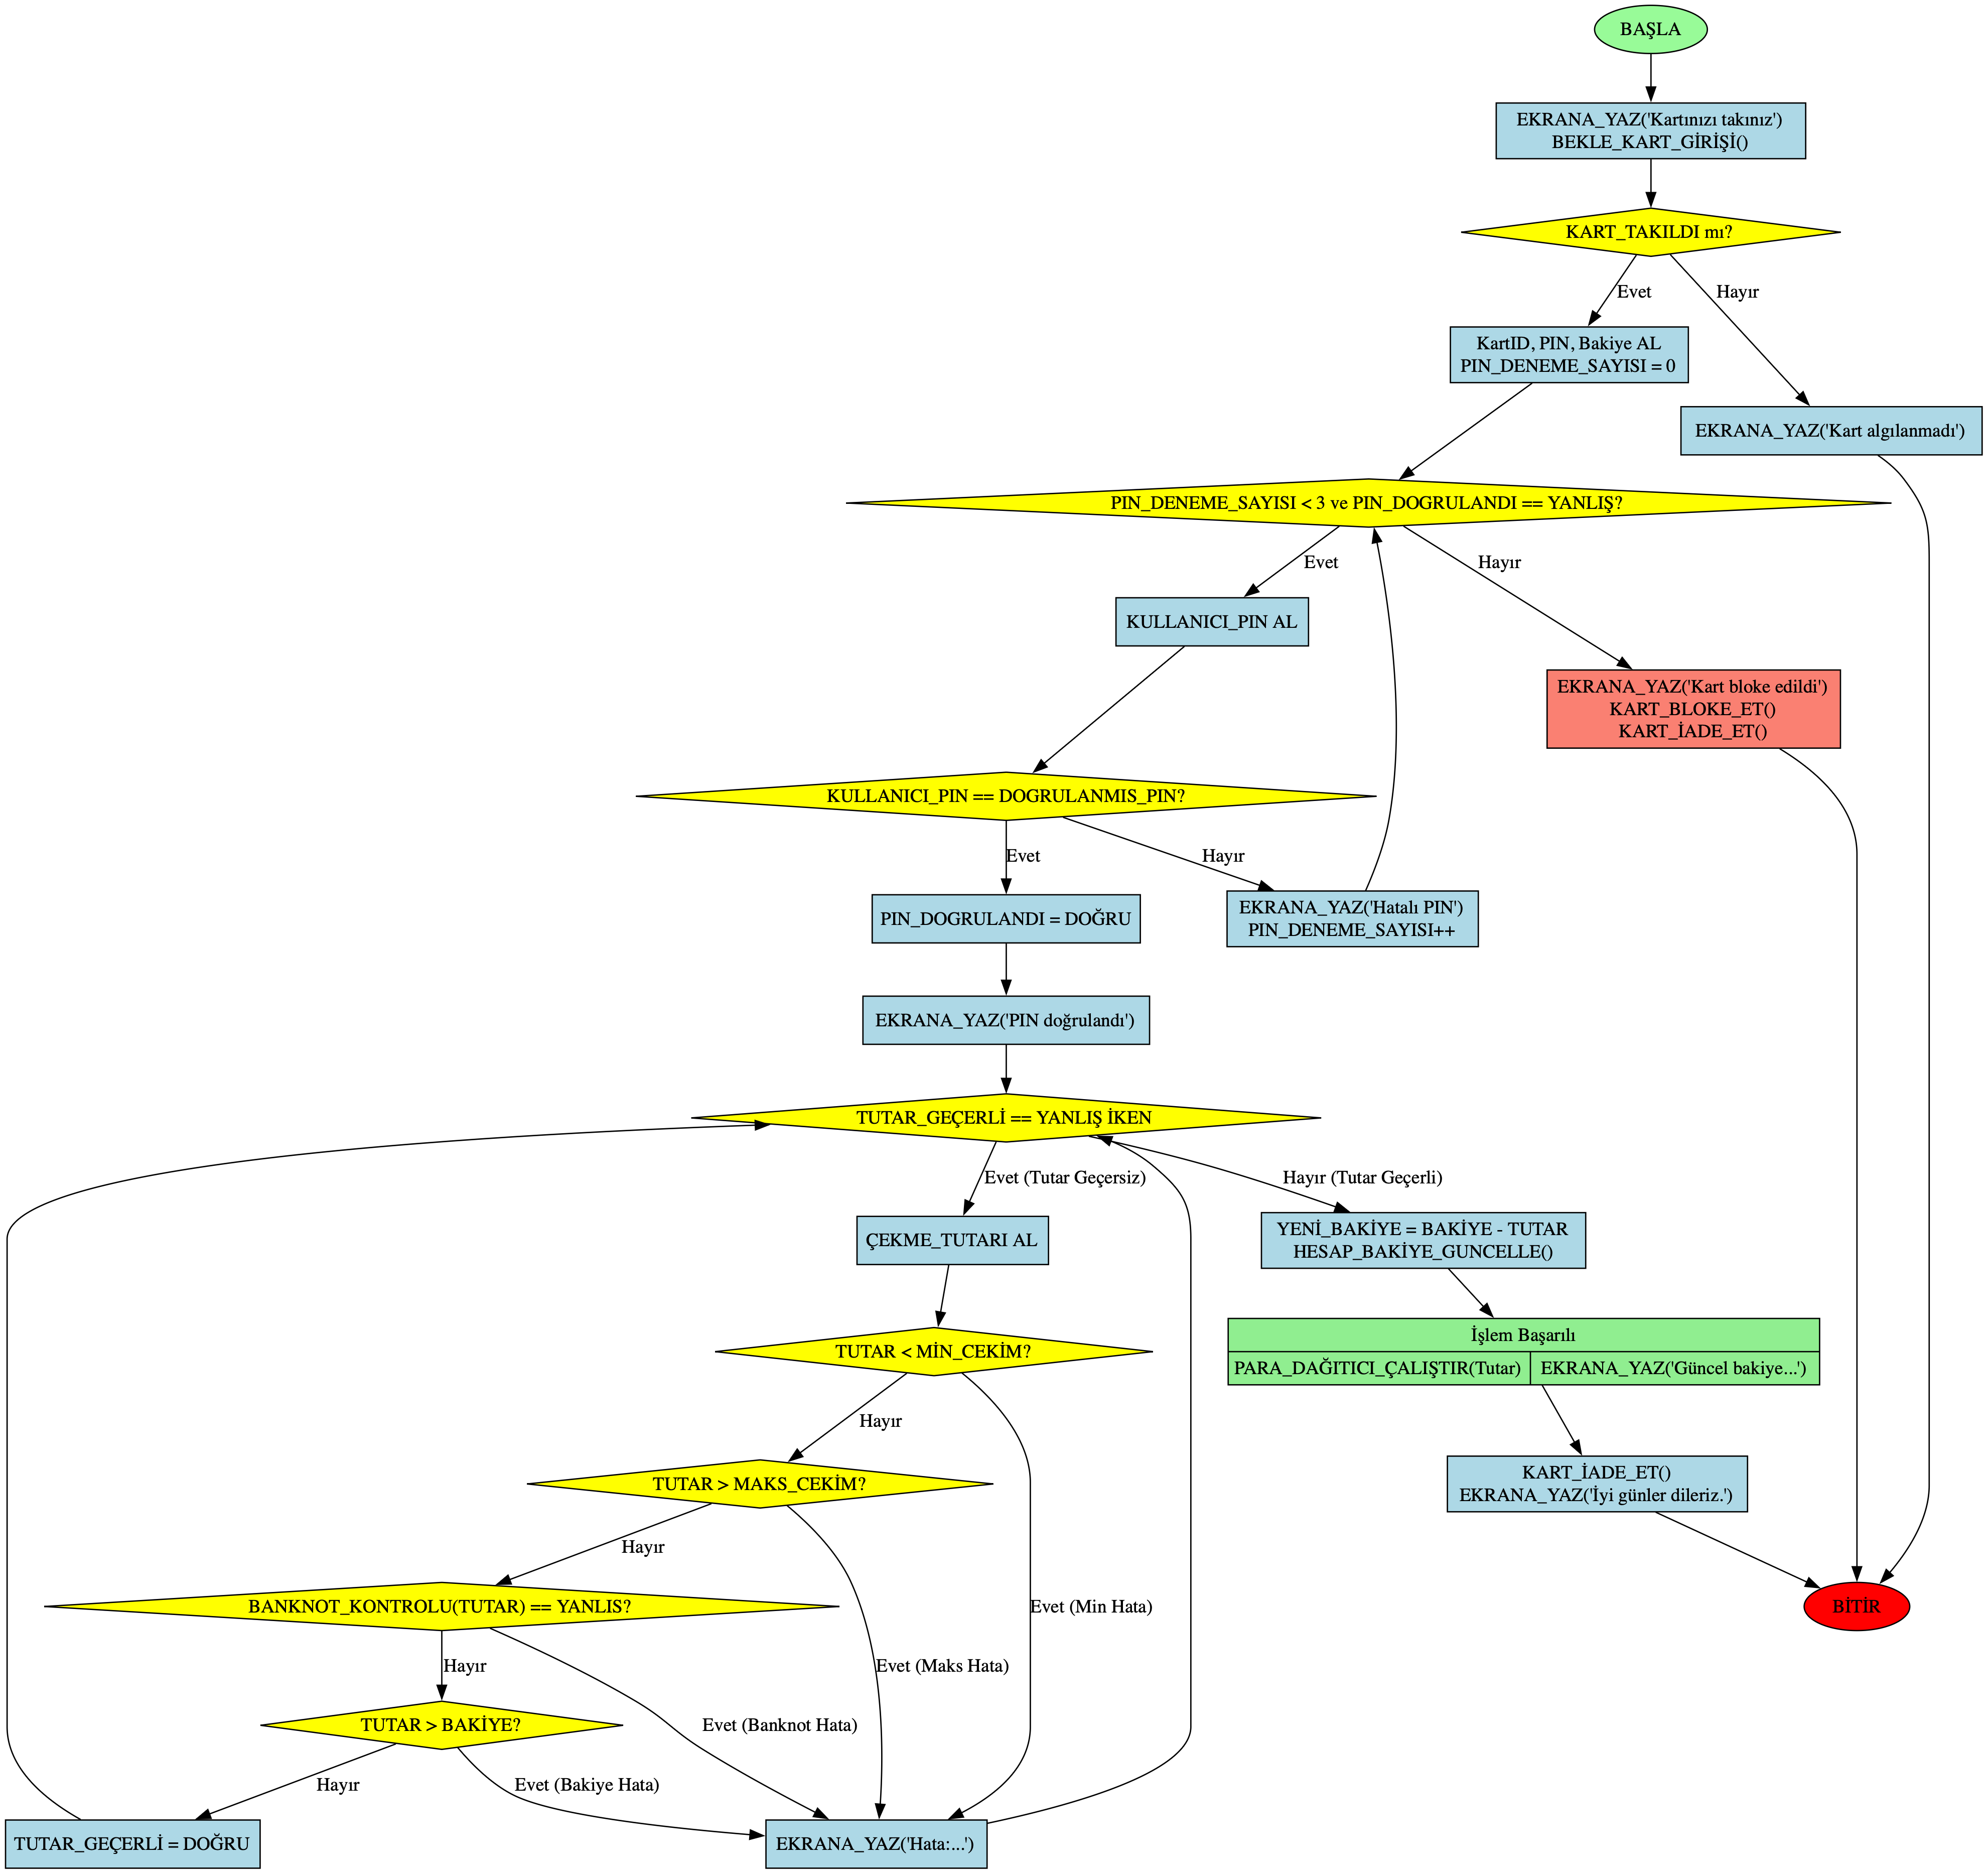 BAŞLA
EKRANA_YAZ('Kartınızı takınız')
BEKLE_KART_GİRİŞİ()
KART_TAKILDI mı?
Evet
Hayır
KartID, PIN, Bakiye AL
PIN_DENEME_SAYISI = 0
EKRANA_YAZ('Kart algılanmadı')
PIN_DENEME_SAYISI < 3 ve PIN_DOGRULANDI == YANLIŞ?
Evet
Hayır
KULLANICI_PIN AL
EKRANA_YAZ('Kart bloke edildi')
KART_BLOKE_ET()
KART_İADE_ET()
KULLANICI_PIN == DOGRULANMIS_PIN?
Evet
Hayır
PIN_DOGRULANDI = DOĞRU
EKRANA_YAZ('Hatalı PIN')
PIN_DENEME_SAYISI++
EKRANA_YAZ('PIN doğrulandı')
TUTAR_GEÇERLİ == YANLIŞ İKEN
Evet (Tutar Geçersiz)
Hayır (Tutar Geçerli)
ÇEKME_TUTARI AL
YENİ_BAKİYE = BAKİYE - TUTAR
HESAP_BAKİYE_GUNCELLE()
TUTAR < MİN_CEKİM?
İşlem Başarılı
PARA_DAĞITICI_ÇALIŞTIR(Tutar)
EKRANA_YAZ('Güncel bakiye...')
Hayır
TUTAR > MAKS_CEKİM?
KART_İADE_ET()
EKRANA_YAZ('İyi günler dileriz.')
Hayır
BANKNOT_KONTROLU(TUTAR) == YANLIS?
Evet (Min Hata)
BİTİR
Hayır
Evet (Maks Hata)
TUTAR > BAKİYE?
Evet (Banknot Hata)
Hayır
Evet (Bakiye Hata)
TUTAR_GEÇERLİ = DOĞRU
EKRANA_YAZ('Hata:...')